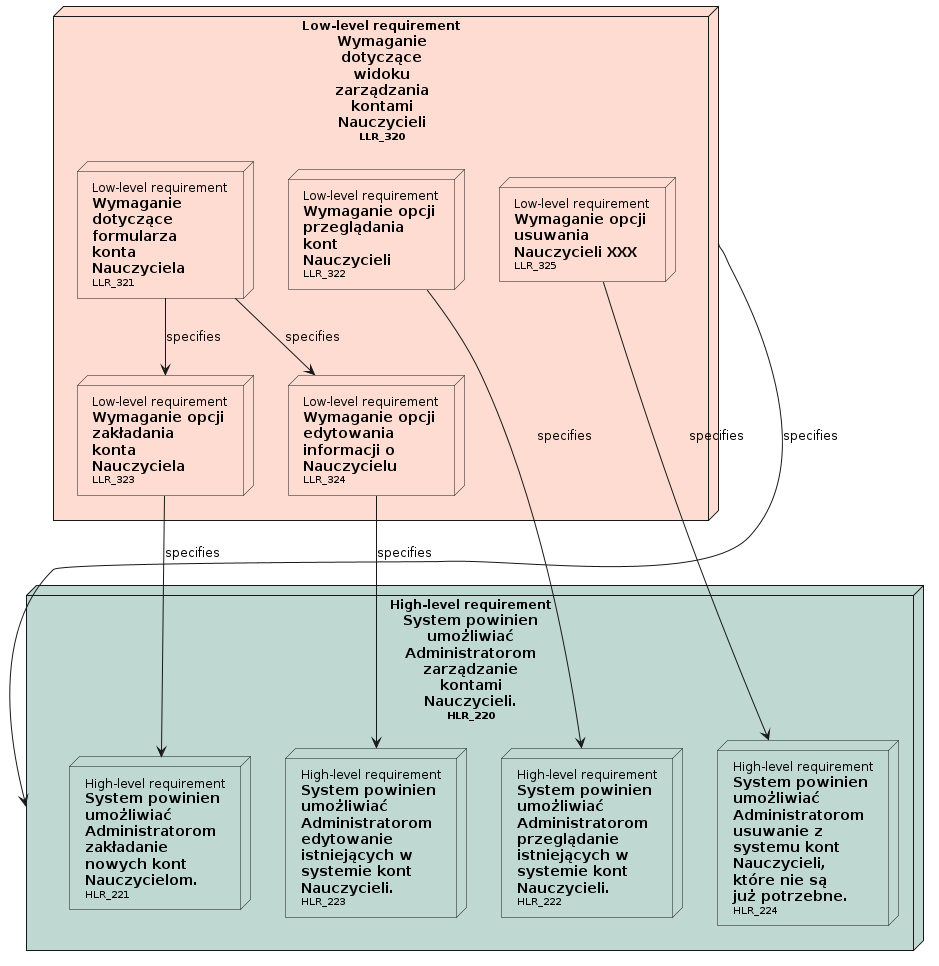 Low-level requirement
Wymaganie
dotyczące
widoku
zarządzania
kontami
Nauczycieli
LLR_320
Low-level requirement
Wymaganie
dotyczące
formularza
konta
Nauczyciela
LLR_321
Low-level requirement
Wymaganie opcji
przeglądania
kont
Nauczycieli
LLR_322
Low-level requirement
Wymaganie opcji
usuwania
Nauczycieli XXX
LLR_325
specifies
specifies
Low-level requirement
Wymaganie opcji
zakładania
konta
Nauczyciela
LLR_323
Low-level requirement
Wymaganie opcji
edytowania
informacji o
Nauczycielu
LLR_324
specifies
specifies
specifies
specifies
specifies
High-level requirement
System powinien
umożliwiać
Administratorom
zarządzanie
kontami
Nauczycieli.
HLR_220
High-level requirement
System powinien
umożliwiać
Administratorom
zakładanie
nowych kont
Nauczycielom.
HLR_221
High-level requirement
System powinien
umożliwiać
Administratorom
edytowanie
istniejących w
systemie kont
Nauczycieli.
HLR_223
High-level requirement
System powinien
umożliwiać
Administratorom
przeglądanie
istniejących w
systemie kont
Nauczycieli.
HLR_222
High-level requirement
System powinien
umożliwiać
Administratorom
usuwanie z
systemu kont
Nauczycieli,
które nie są
już potrzebne.
HLR_224